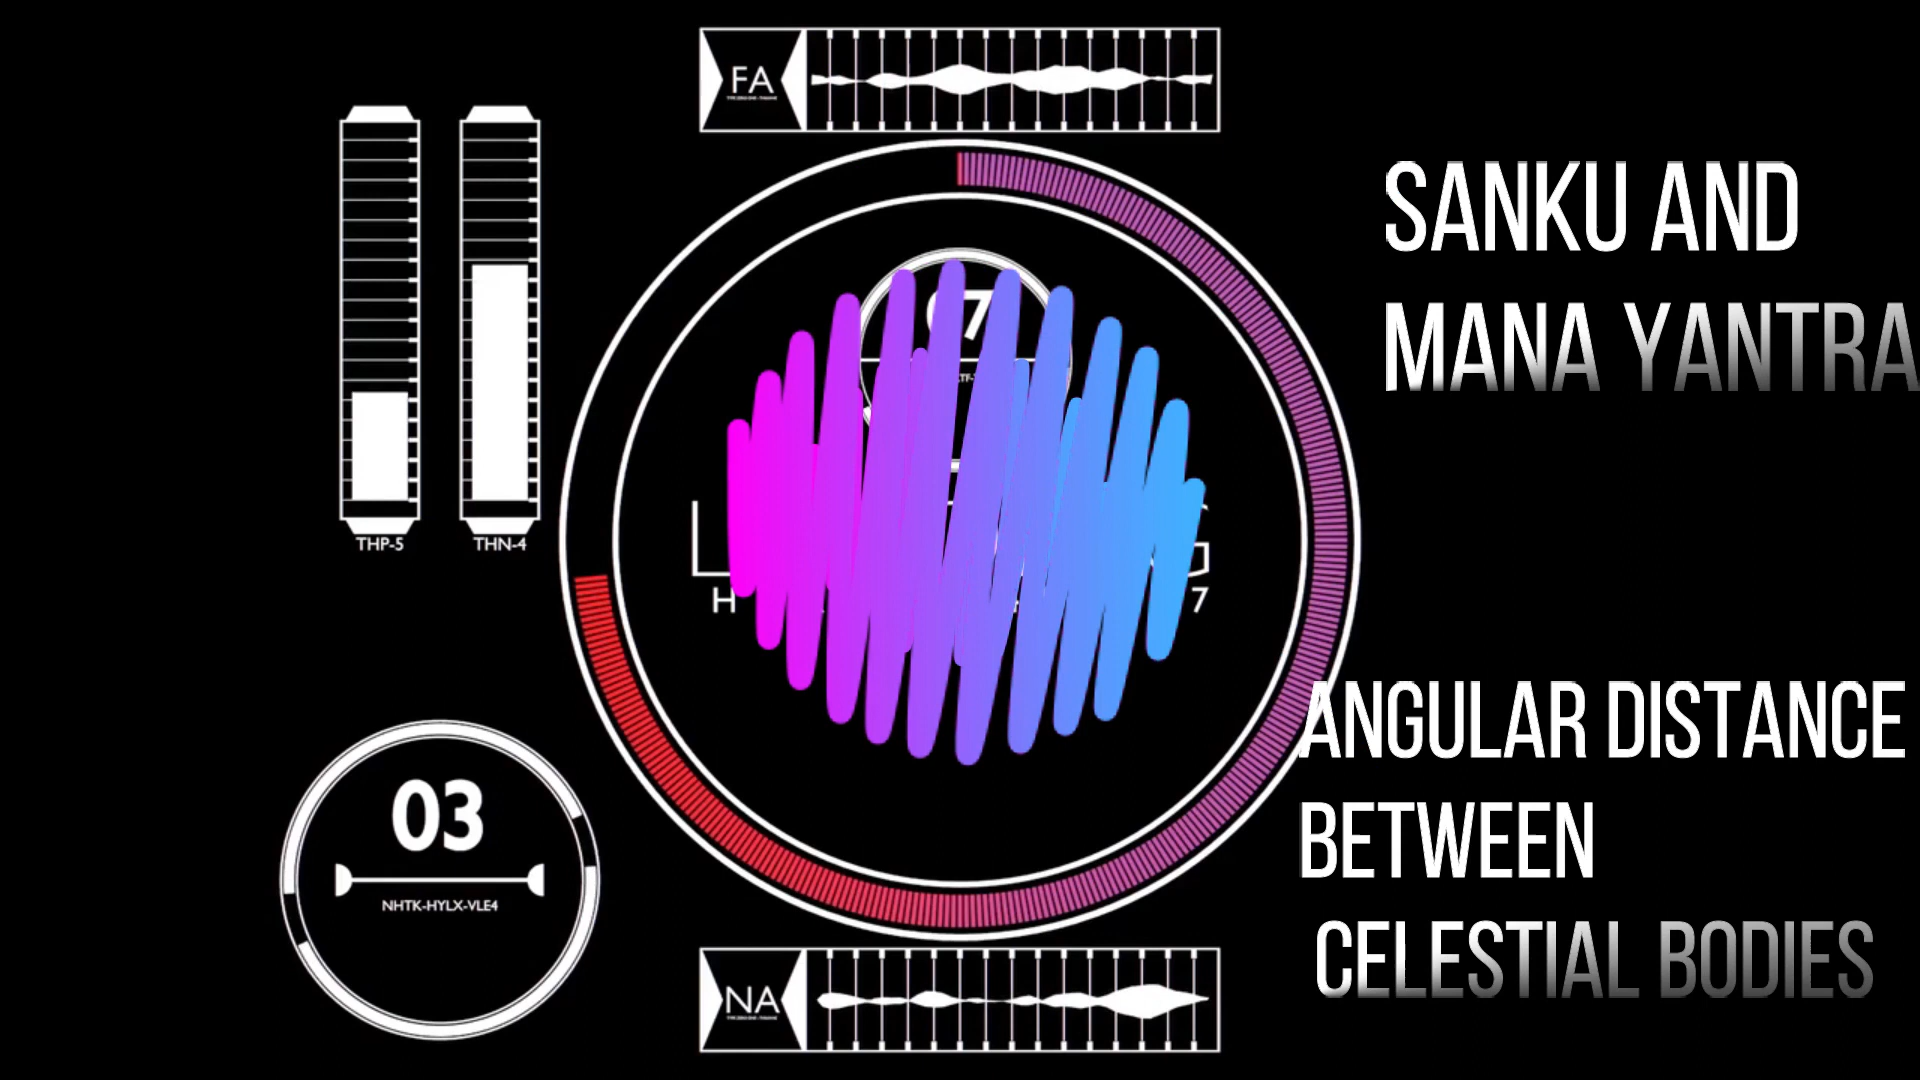 FA
SANKU AND
MANA YANTRA
THP-5
THN-4
ANGULAR DISTANCE
BETWEEN
CELESTIAL BODIES
03
NHTK-HYLX-VLE4
NA